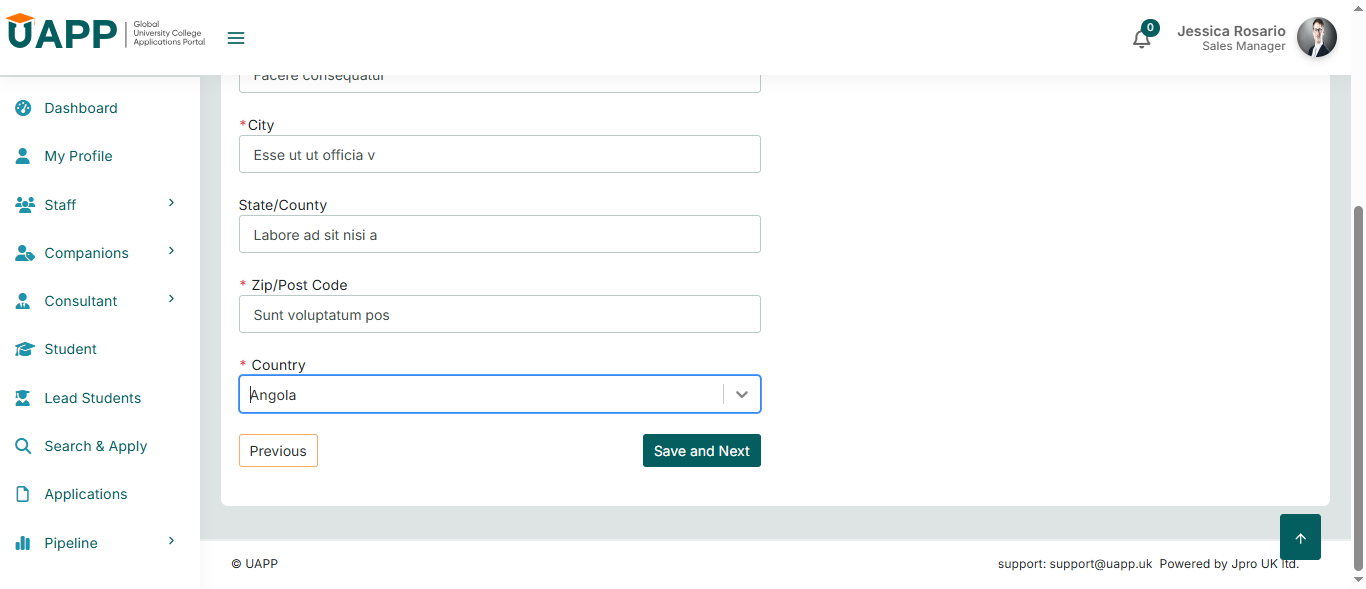 UAPP
Global
University College
Applications Portal
0
Jessica Rosario
Sales Manager
Dashboard
My Profile
Staff
Companions
Consultant
Student
Lead Students
Search & Apply
Applications
Pipeline
Facere consequatur
*City
Esse ut ut officia v
State/County
Labore ad sit nisi a
* Zip/Post Code
Sunt voluptatum pos
* Country
Angola
Previous
Save and Next
© UAPP
support: support@uapp.uk Powered by Jpro UK ltd.